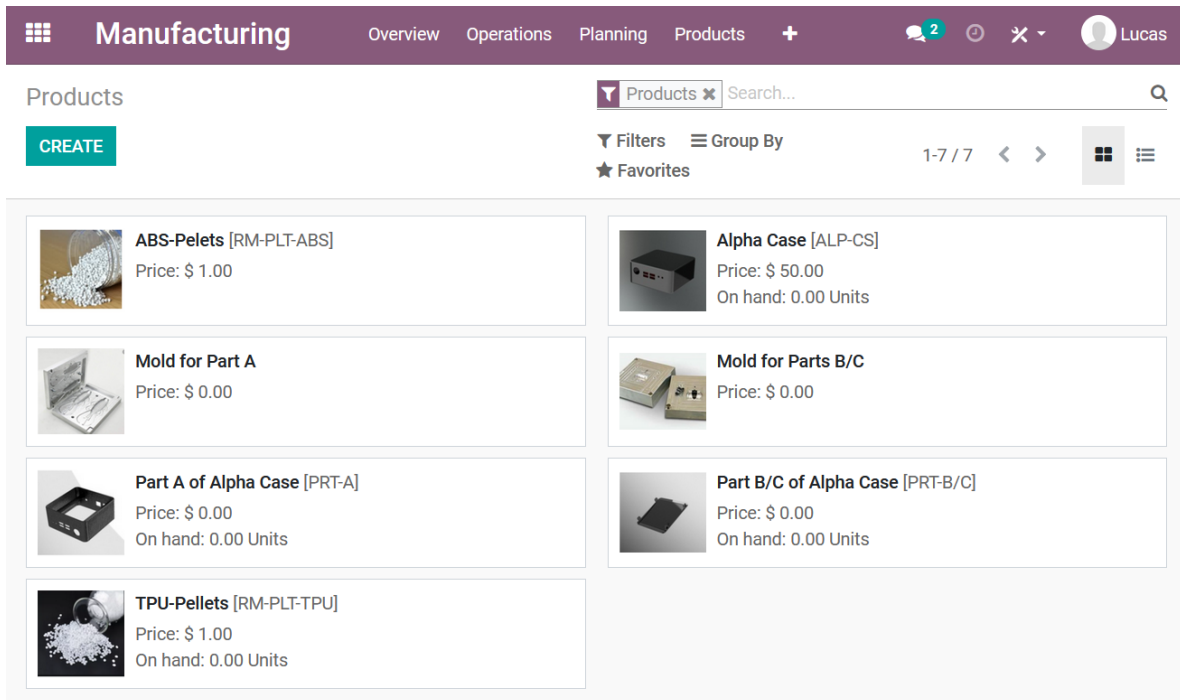 Manufacturing Overview Operations Planning Products 2 Lucas
Products
Products Search...
CREATE
Filters Group By
Favorites
1-7 / 7
ABS-Pelets [RM-PLT-ABS]
Price: $ 1.00
Alpha Case [ALP-CS]
Price: $ 50.00
On hand: 0.00 Units
Mold for Part A
Price: $ 0.00
Mold for Parts B/C
Price: $ 0.00
Part A of Alpha Case [PRT-A]
Price: $ 0.00
On hand: 0.00 Units
Part B/C of Alpha Case [PRT-B/C]
Price: $ 0.00
On hand: 0.00 Units
TPU-Pellets [RM-PLT-TPU]
Price: $ 1.00
On hand: 0.00 Units